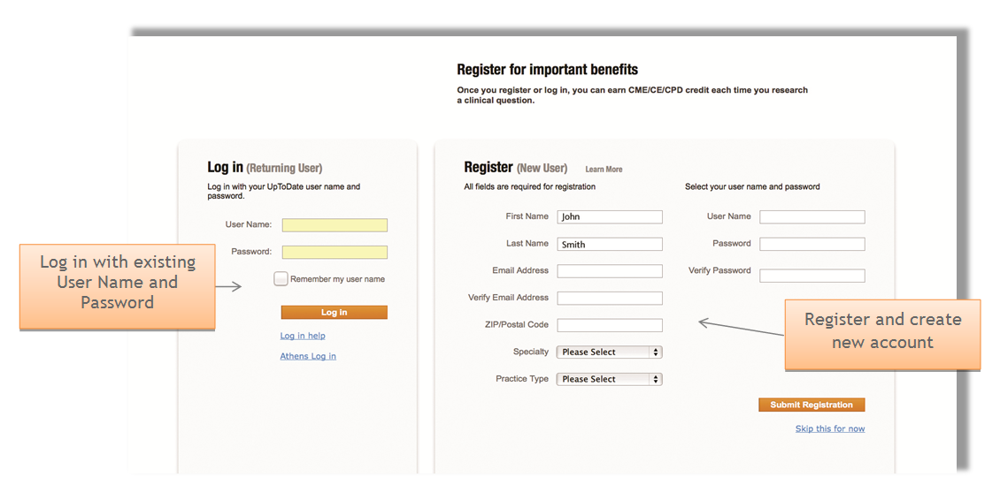 Register for important benefits
Once you register or log in, you can earn CME/CE/CPD credit each time you research
a clinical question.
Log in (Returning User)
Log in with your UpToDate user name and
password.
User Name:
Password:
Remember my user name
Log in
Log in help
Athens Log in
Log in with existing
User Name and
Password
Register (New User) Learn More
All fields are required for registration
First Name John
Last Name Smith
Email Address
Verify Email Address
ZIP/Postal Code
Specialty Please Select
Practice Type Please Select
Select your user name and password
User Name
Password
Verify Password
Register and create
new account
Submit Registration
Skip this for now